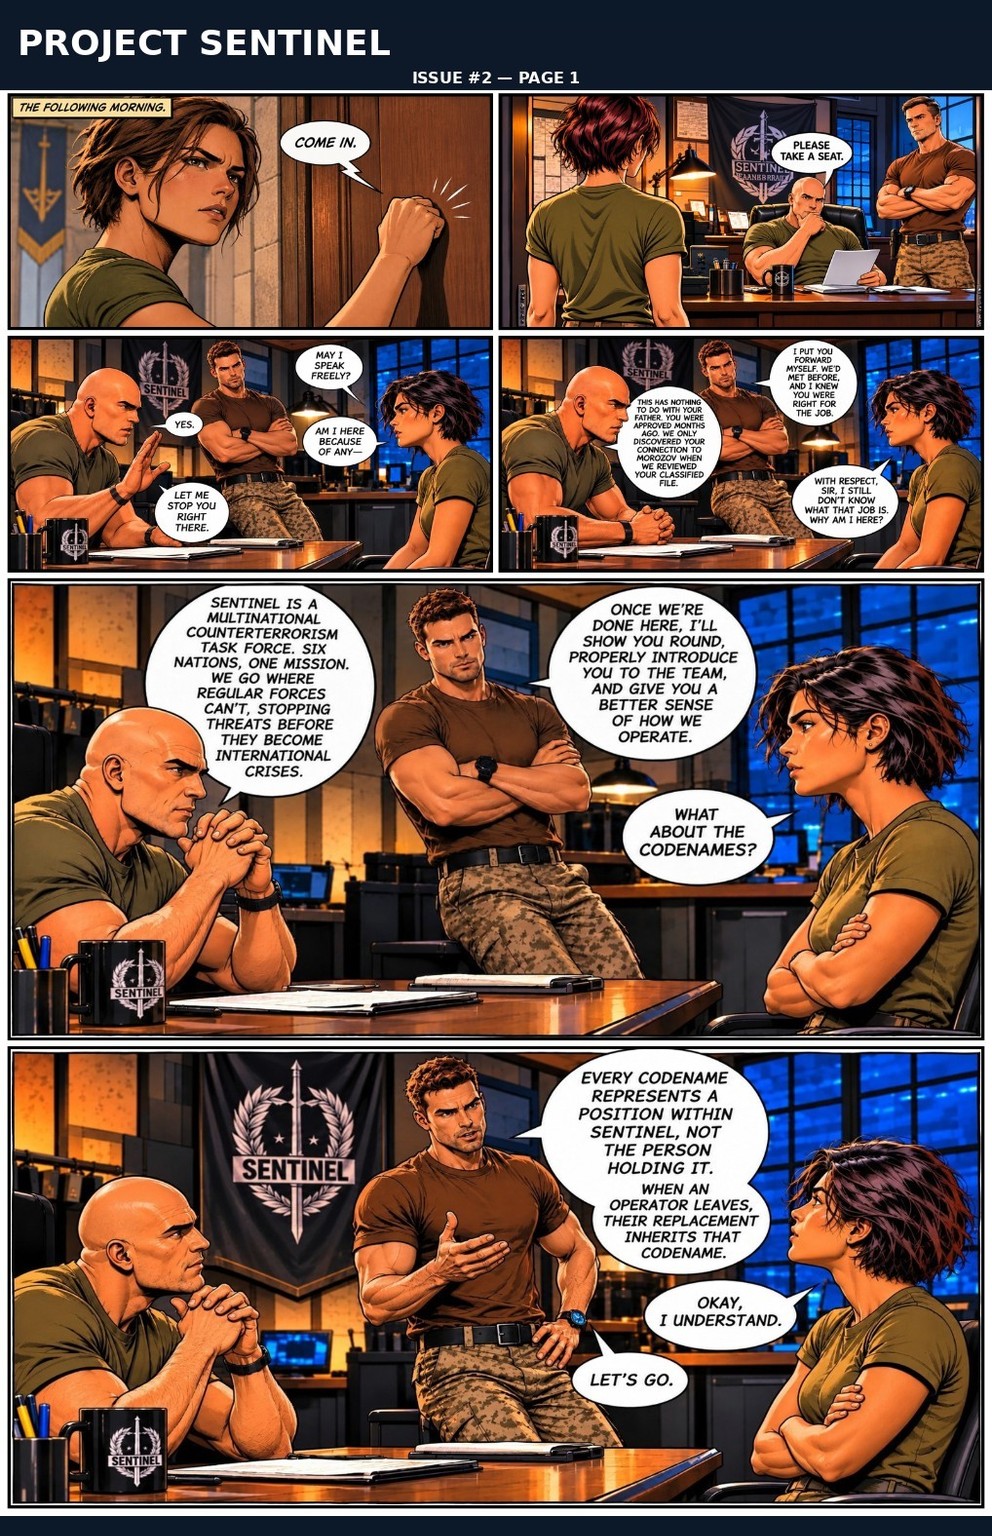 PROJECT SENTINEL
ISSUE #2 — PAGE 1
THE FOLLOWING MORNING.
COME IN.
PLEASE
TAKE A SEAT.
SENTINEL
MAY I
SPEAK
FREELY?
YES.
AM I HERE
BECAUSE
OF ANY—
LET ME
STOP YOU
RIGHT
THERE.
SENTINEL
SENTINEL
I PUT YOU
FORWARD
MYSELF. WE'D
MET BEFORE,
AND I KNEW
YOU WERE
RIGHT FOR
THE JOB.
THIS HAS NOTHING
TO DO WITH YOUR
FATHER. YOU WERE
APPROVED MONTHS
AGO. WE ONLY
DISCOVERED YOUR
CONNECTION TO
MOROZOV WHEN
WE REVIEWED
YOUR CLASSIFIED
FILE.
WITH RESPECT,
SIR, I STILL
DON'T KNOW
WHAT THAT JOB IS.
WHY AM I HERE?
SENTINEL
SENTINEL IS A
MULTINATIONAL
COUNTERTERRORISM
TASK FORCE. SIX
NATIONS, ONE MISSION.
WE GO WHERE
REGULAR FORCES
CAN'T, STOPPING
THREATS BEFORE
THEY BECOME
INTERNATIONAL
CRISES.
ONCE WE'RE
DONE HERE, I'LL
SHOW YOU ROUND,
PROPERLY INTRODUCE
YOU TO THE TEAM,
AND GIVE YOU A
BETTER SENSE
OF HOW WE
OPERATE.
WHAT
ABOUT THE
CODENAMES?
SENTINEL
EVERY CODENAME
REPRESENTS A
POSITION WITHIN
SENTINEL, NOT
THE PERSON
HOLDING IT.
WHEN AN
OPERATOR LEAVES,
THEIR REPLACEMENT
INHERITS THAT
CODENAME.
SENTINEL
OKAY,
I UNDERSTAND.
LET'S GO.
SENTINEL